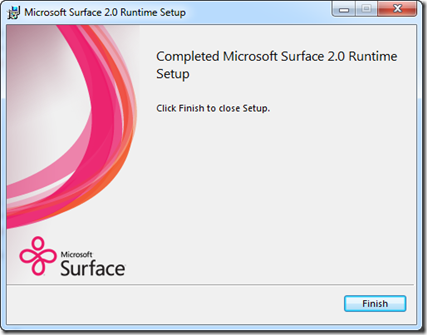 Microsoft Surface 2.0 Runtime Setup
Completed Microsoft Surface 2.0 Runtime
Setup
Click Finish to close Setup.
Microsoft
Surface
Finish